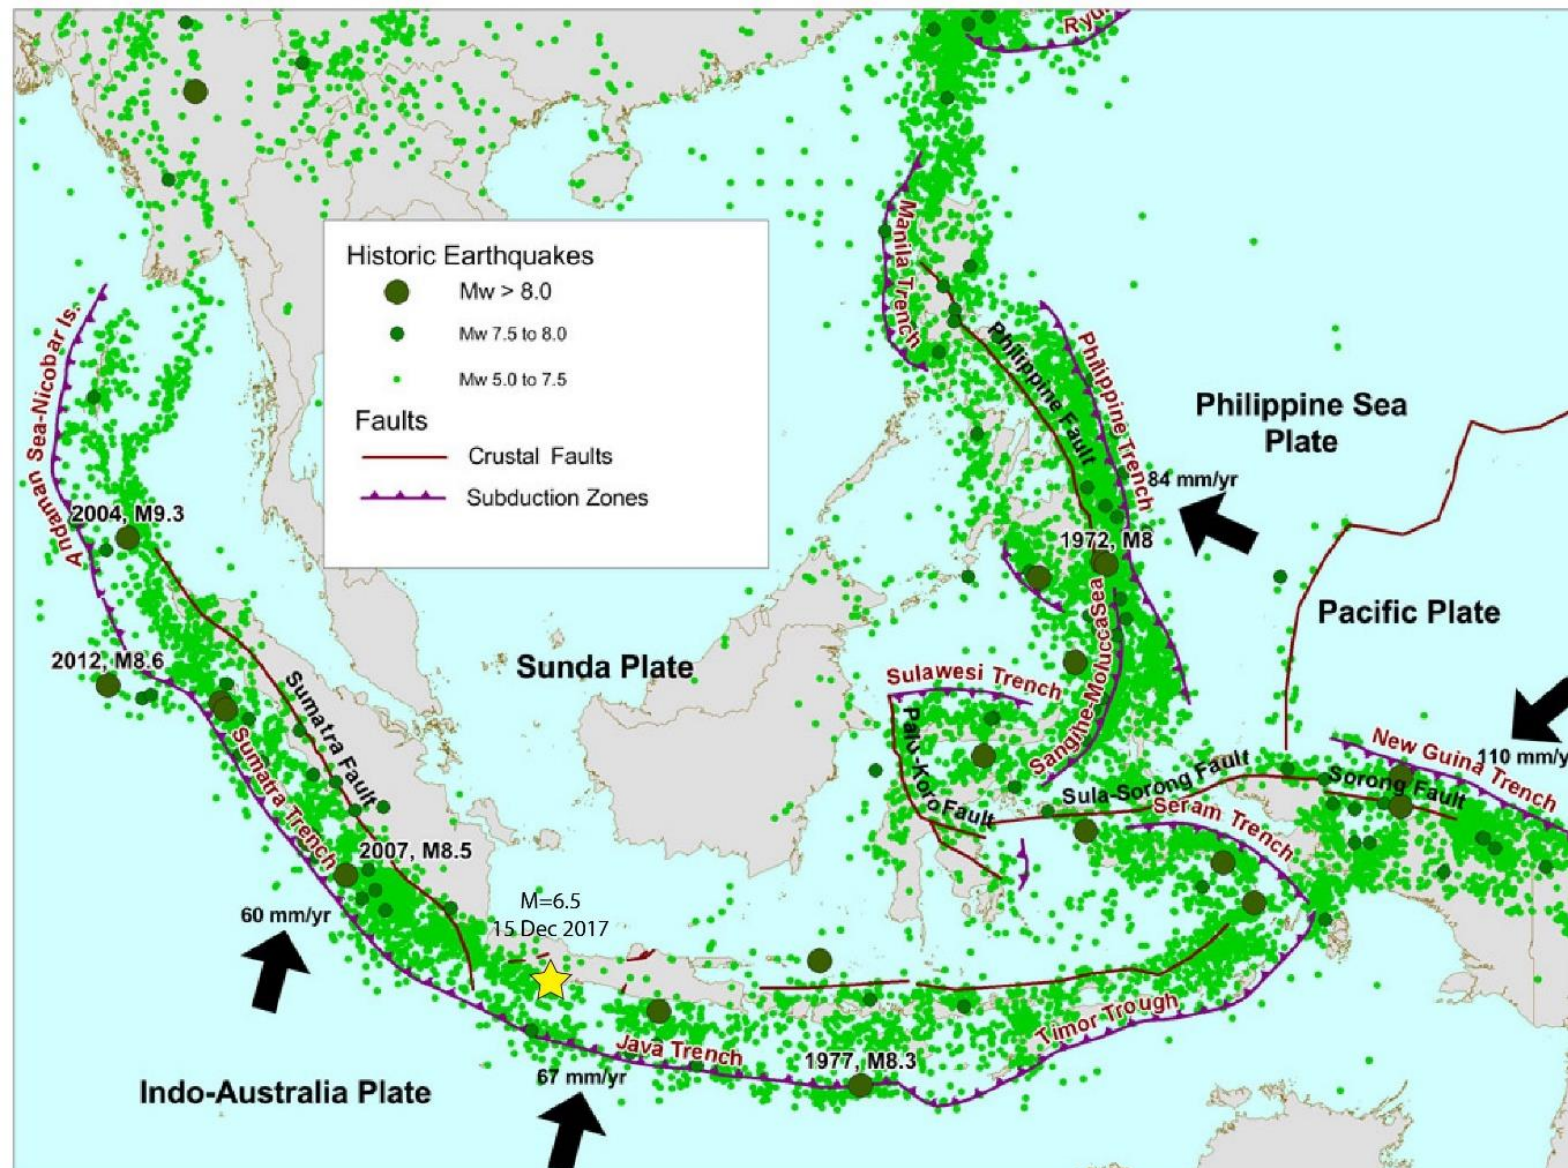 Ryu
Manila Trench
Historic Earthquakes
Mw > 8.0
Mw 7.5 to 8.0
Mw 5.0 to 7.5
Faults
Crustal Faults
Subduction Zones
Andaman Sea-Nicobar Is.
Philippine Fault
Philippine Trench
Philippine Sea
Plate
84 mm/yr
2004, M9.3
1972, M8
Pacific Plate
2012, M8.6
Sunda Plate
Sulawesi Trench
Sangihe-MoluccaSea
Sumatra Fault
Sumatra Trench
Palu-Koro Fault
Sula-Sorong Fault
Sorong Fault
New Guina Trench
110 mm/y
Seram Trench
2007, M8.5
60 mm/yr
M=6.5
15 Dec 2017
Timor Trough
Java Trench
1977, M8.3
67 mm/yr
Indo-Australia Plate